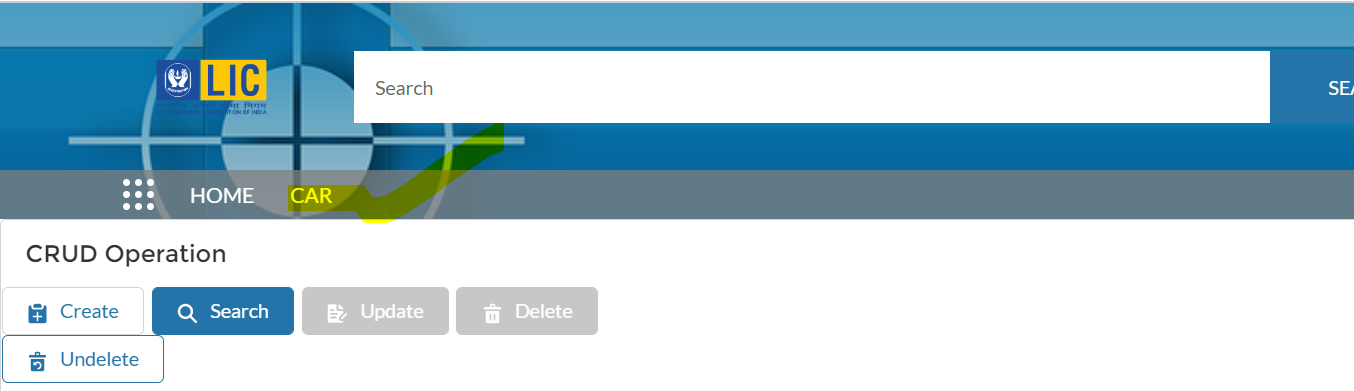 LIC
Search
SEA
HOME CAR
CRUD Operation
Create Search Update Delete
Undelete